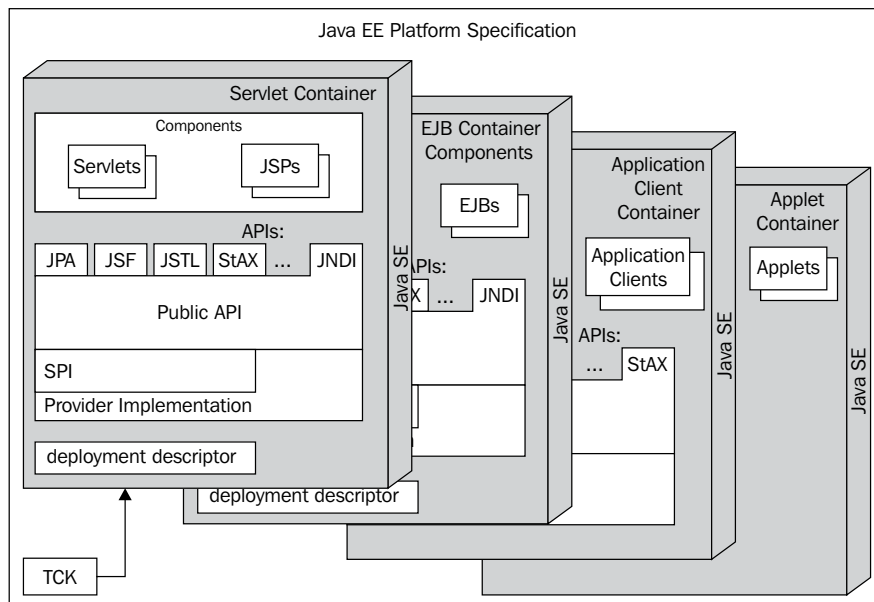 Java EE Platform Specification
Servlet Container
Components
Servlets
JSPs
APIs:
JPA
JSF
JSTL
StAX
...
JNDI
Public API
SPI
Provider Implementation
deployment descriptor
Java SE
TCK
EJB Container
Components
EJBs
APIs:
X
...
JNDI
deployment descriptor
Java SE
Application
Client
Container
Application
Clients
APIs:
...
StAX
Java SE
Applet
Container
Applets
Java SE